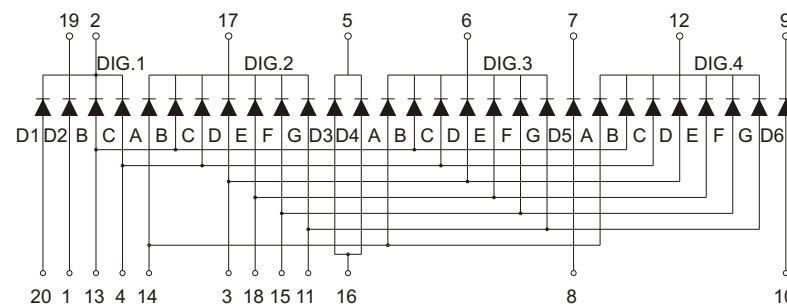 19 2 17 5 6 7 12 9
DIG.1 DIG.2 DIG.3 DIG.4
D1 D2 B C A B C D E F G D3 D4 A B C D E F G D5 A B C D E F G D6
20 1 13 4 14 3 18 15 11 16 8 10